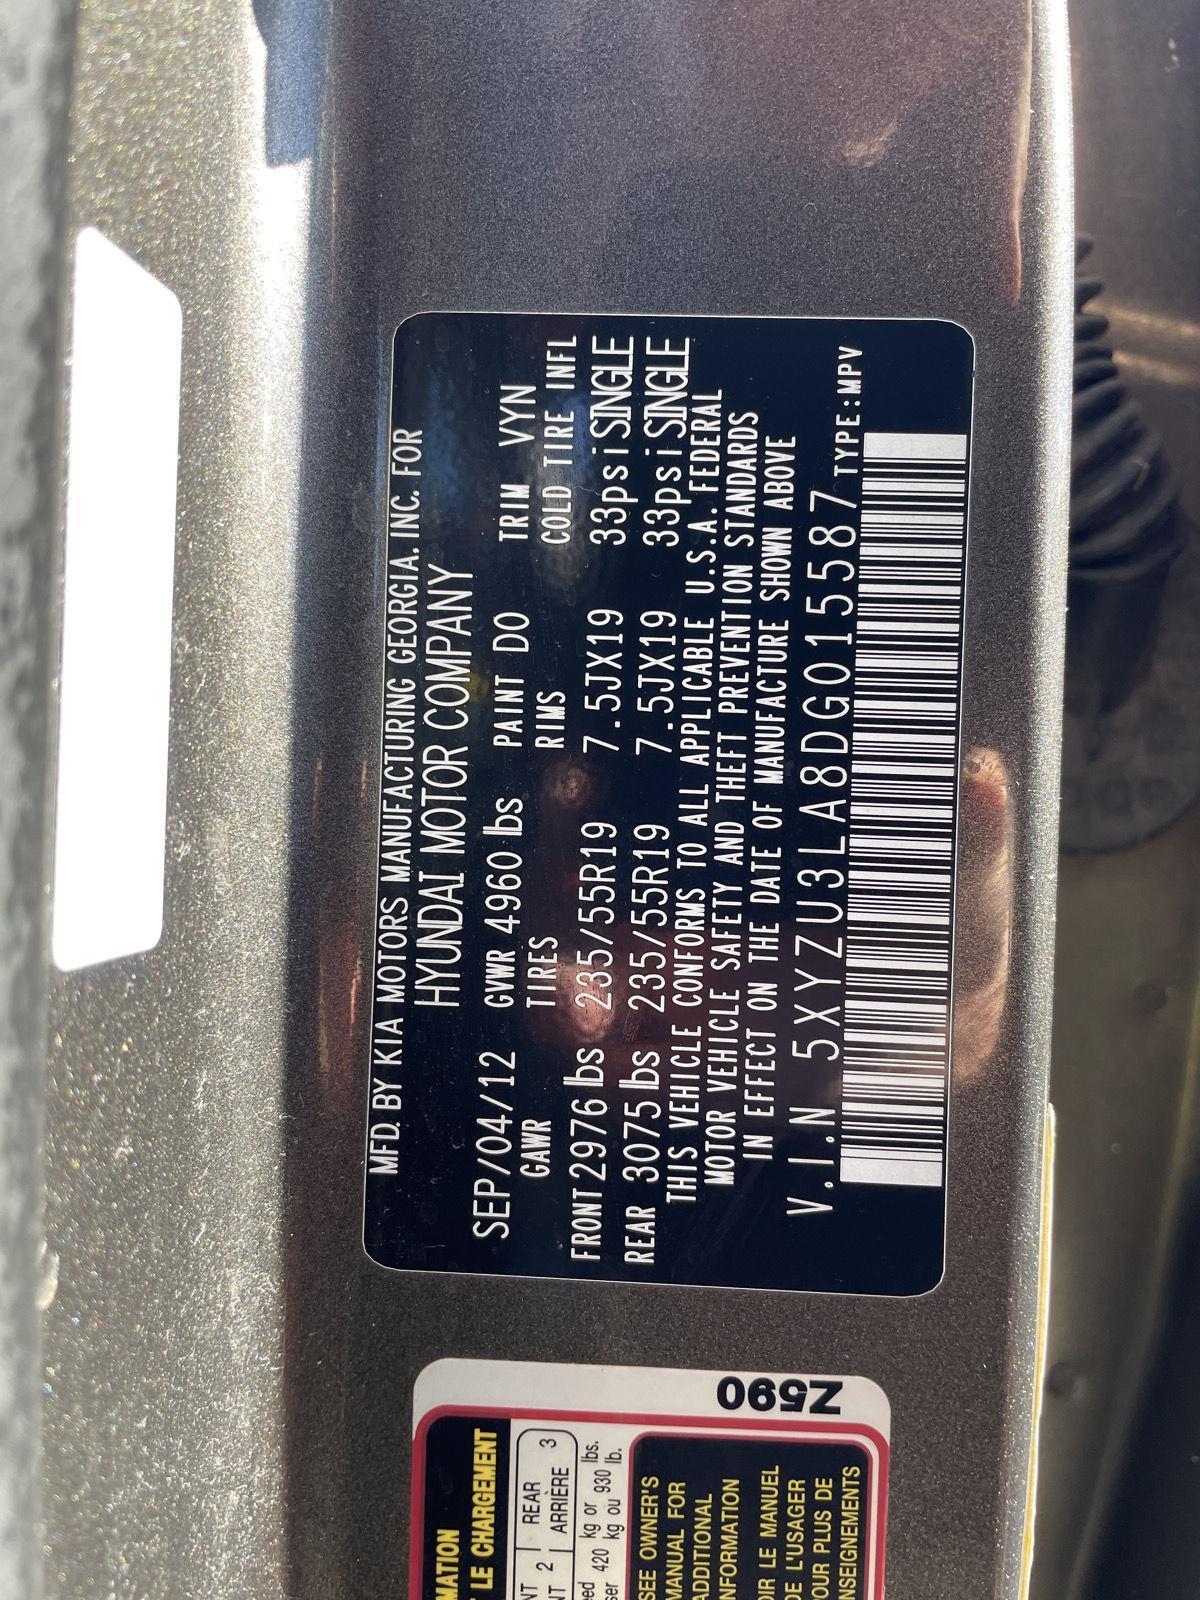 MFD. BY KIA MOTORS MANUFACTURING GEORGIA. INC. FOR
HYUNDAI MOTOR COMPANY
SEP/04/12 GVWR 4960 lbs PAINT D0 TRIM VYN
GAWR TIRES RIMS COLD TIRE INFL
FRONT 2976 lbs 235/55R19 7.5JX19 33psi SINGLE
REAR 3075 lbs 235/55R19 7.5JX19 33psi SINGLE
THIS VEHICLE CONFORMS TO ALL APPLICABLE U.S.A. FEDERAL
MOTOR VEHICLE SAFETY AND THEFT PREVENTION STANDARDS
IN EFFECT ON THE DATE OF MANUFACTURE SHOWN ABOVE
V.I.N 5XYZU3LA8DG015587 TYPE:MPV
Z590
LE CHARGEMENT
2 REAR 3
ARRIÈRE
420 kg or lbs.
kg ou 930 lb.
SEE OWNER'S
MANUAL FOR
ADDITIONAL
LE MANUEL
DE L'USAGER
POUR PLUS DE